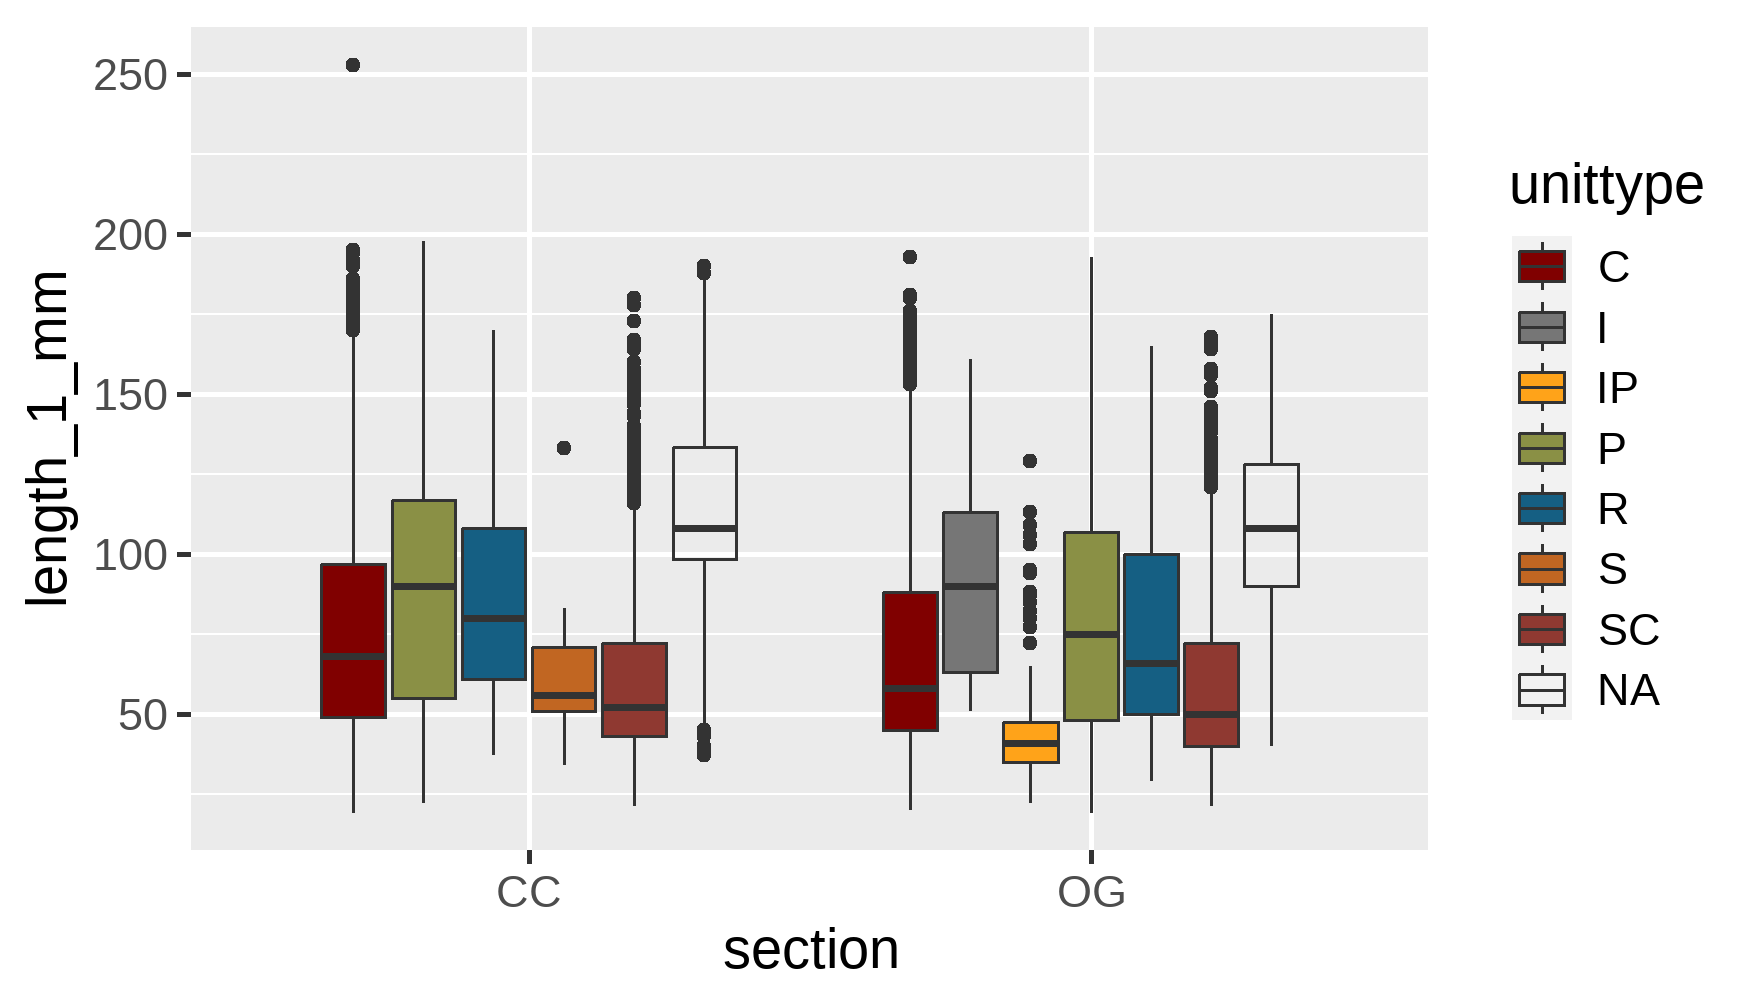 250
200
150
100
50
length_1_mm
CC
OG
section
unittype
C
I
IP
P
R
S
SC
NA